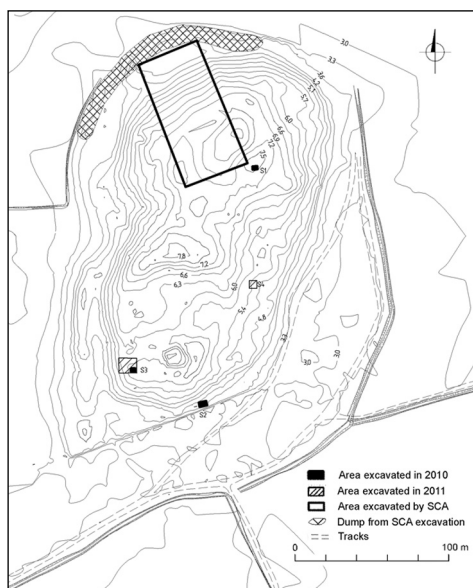 3,0
3,3
3,6
4,2
5,1
5,7
6,0
6,6
7,2
7,5
S1
7,8
7,2
6,6
6,3
6,0
S4
5,4
4,8
3,3
3,0
3,0
S3
S2
Area excavated in 2010
Area excavated in 2011
Area excavated by SCA
Dump from SCA excavation
Tracks
0
100 m